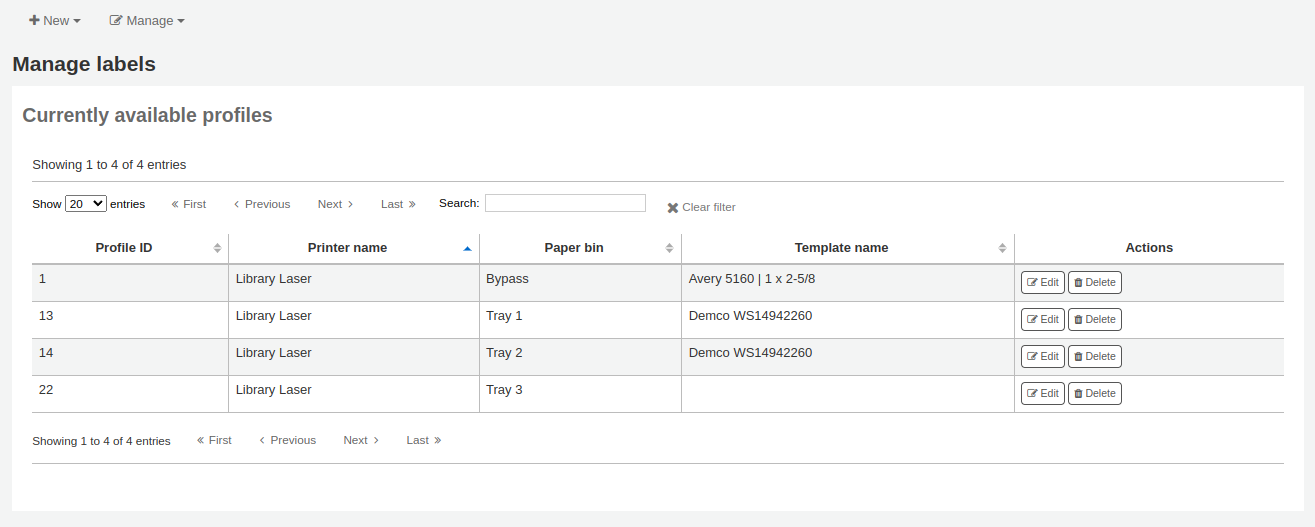 New Manage
Manage labels
Currently available profiles
Showing 1 to 4 of 4 entries
Show 20 entries First Previous Next Last Search: Clear filter
Profile ID Printer name Paper bin Template name Actions
1 Library Laser Bypass Avery 5160 | 1 x 2-5/8 Edit Delete
13 Library Laser Tray 1 Demco WS14942260 Edit Delete
14 Library Laser Tray 2 Demco WS14942260 Edit Delete
22 Library Laser Tray 3 Edit Delete
Showing 1 to 4 of 4 entries First Previous Next Last